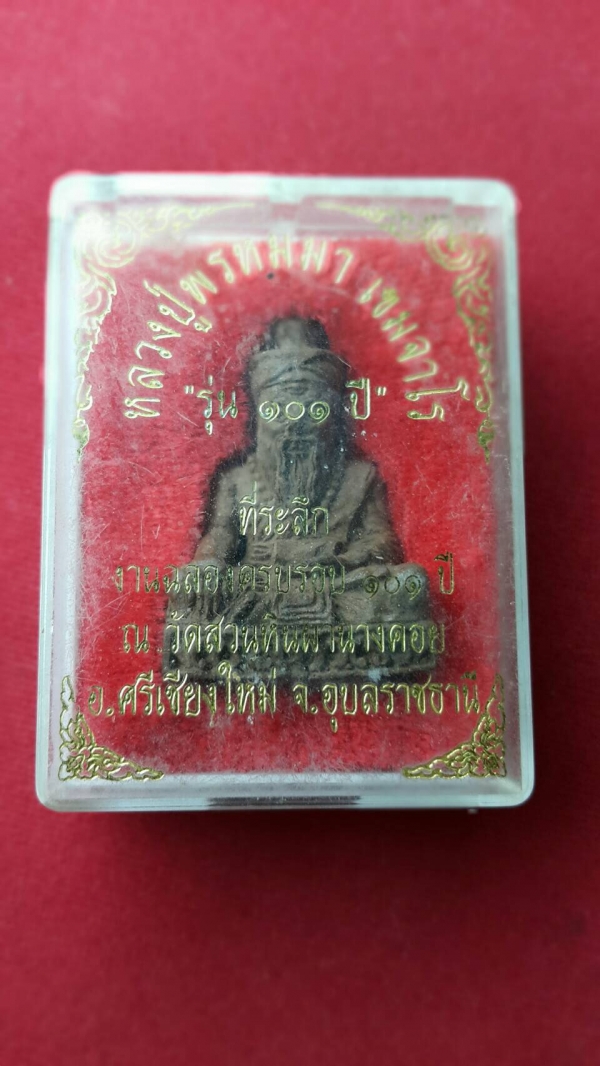 หลวงปู่พรหมมา เขมจาโร
"รุ่น ๑๐๑ ปี"
ที่ระลึก
งานฉลองครบรอบ ๑๐๑ ปี
ณ วัดสวนหินผานางคอย
อ.ศรีเชียงใหม่ จ.อุบลราชธานี